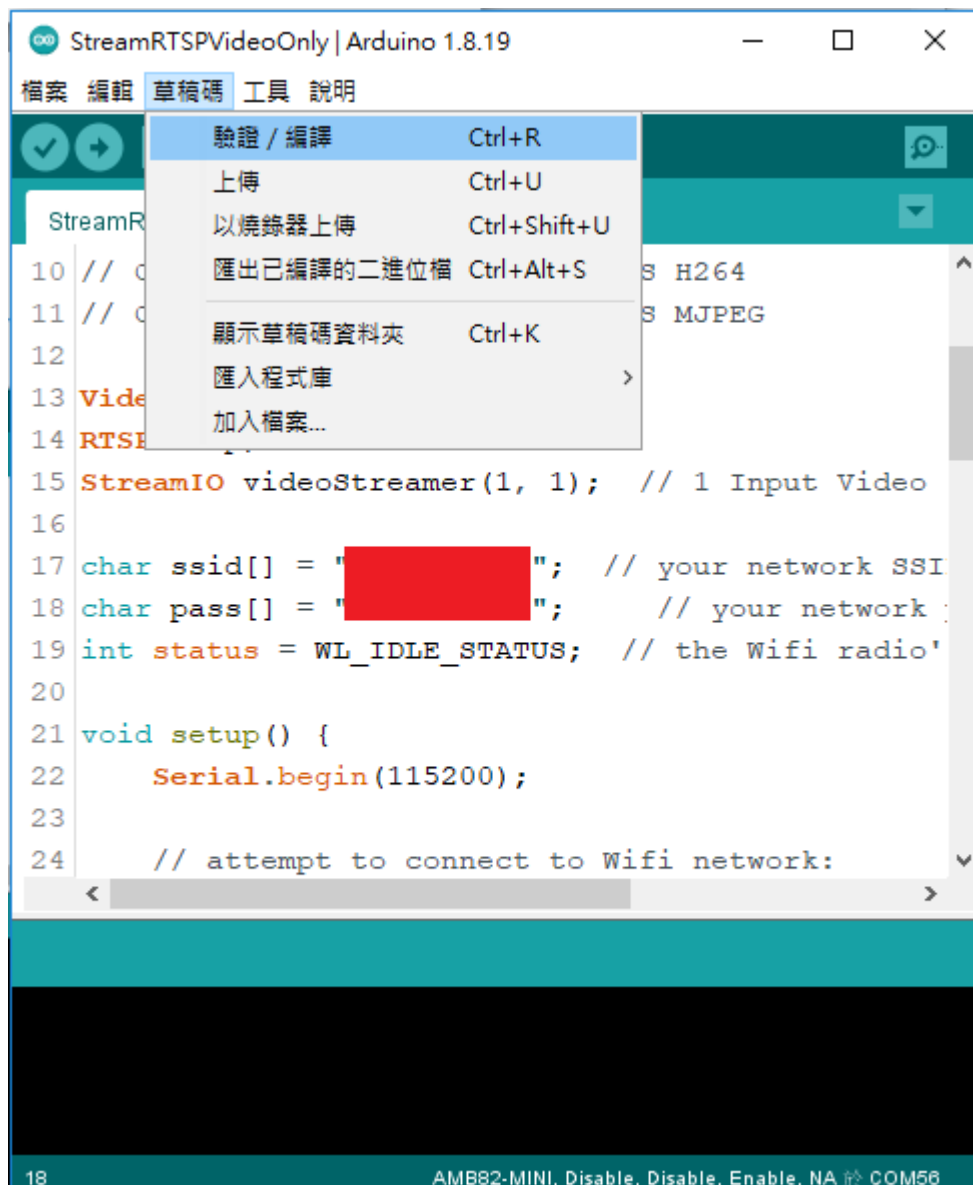 StreamRTSPVideoOnly | Arduino 1.8.19
檔案 編輯 草稿碼 工具 說明
驗證 / 編譯 Ctrl+R
上傳 Ctrl+U
以燒錄器上傳 Ctrl+Shift+U
匯出已編譯的二進位檔 Ctrl+Alt+S
顯示草稿碼資料夾 Ctrl+K
匯入程式庫
加入檔案...
StreamR
10 // C S H264
11 // C S MJPEG
12
13 Vide
14 RTSP
15 StreamIO videoStreamer(1, 1); // 1 Input Video
16
17 char ssid[] = " "; // your network SSI
18 char pass[] = " "; // your network
19 int status = WL_IDLE_STATUS; // the Wifi radio'
20
21 void setup() {
22 Serial.begin(115200);
23
24 // attempt to connect to Wifi network:
18 AMB82-MINI, Disable, Disable, Enable, NA 於 COM56